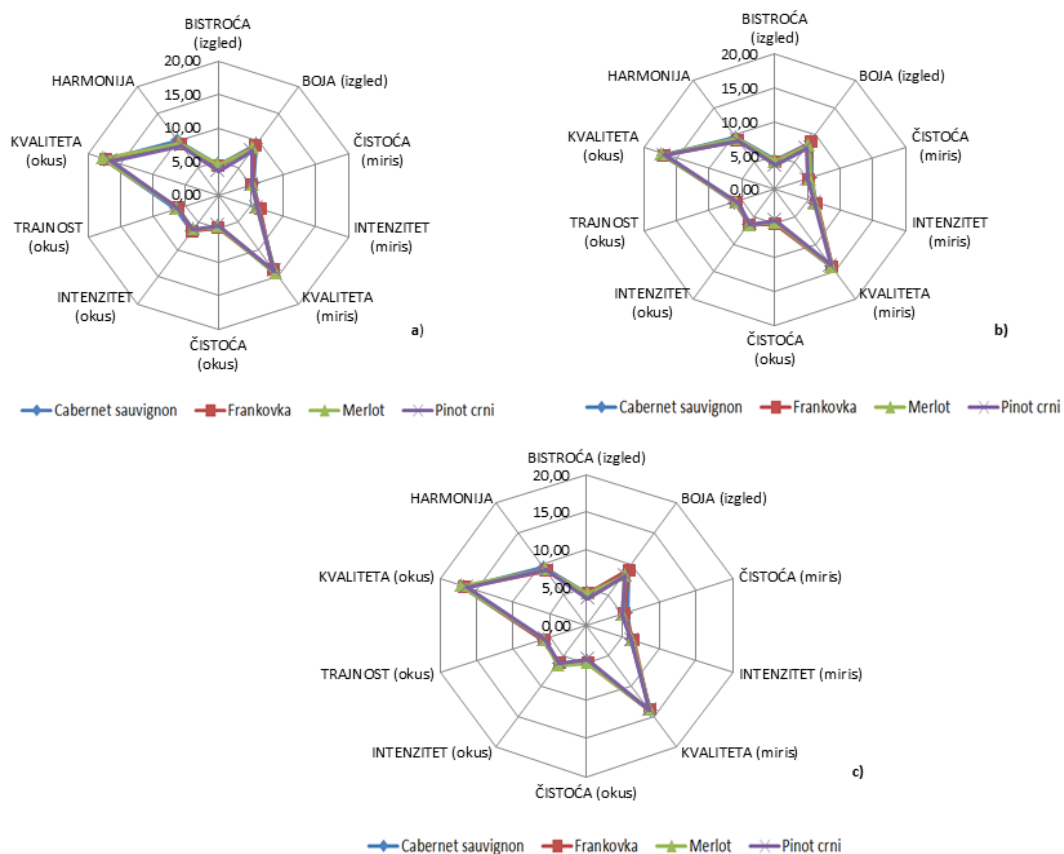 BISTROĆA
(izgled)
20,00
15,00
10,00
5,00
0,00
BOJA (izgled)
ČISTOĆA
(miris)
INTENZITET
(miris)
KVALITETA
(miris)
ČISTOĆA
(okus)
INTENZITET
(okus)
TRAJNOST
(okus)
KVALITETA
(okus)
HARMONIJA
a)
Cabernet sauvignon Frankovka Merlot Pinot crni
BISTROĆA
(izgled)
20,00
15,00
10,00
5,00
0,00
BOJA (izgled)
ČISTOĆA
(miris)
INTENZITET
(miris)
KVALITETA
(miris)
ČISTOĆA
(okus)
INTENZITET
(okus)
TRAJNOST
(okus)
KVALITETA
(okus)
HARMONIJA
b)
Cabernet sauvignon Frankovka Merlot Pinot crni
BISTROĆA (izgled)
20,00
15,00
10,00
5,00
0,00
BOJA (izgled)
ČISTOĆA (miris)
INTENZITET (miris)
KVALITETA (miris)
ČISTOĆA (okus)
INTENZITET (okus)
TRAJNOST (okus)
KVALITETA (okus)
HARMONIJA
c)
Cabernet sauvignon Frankovka Merlot Pinot crni